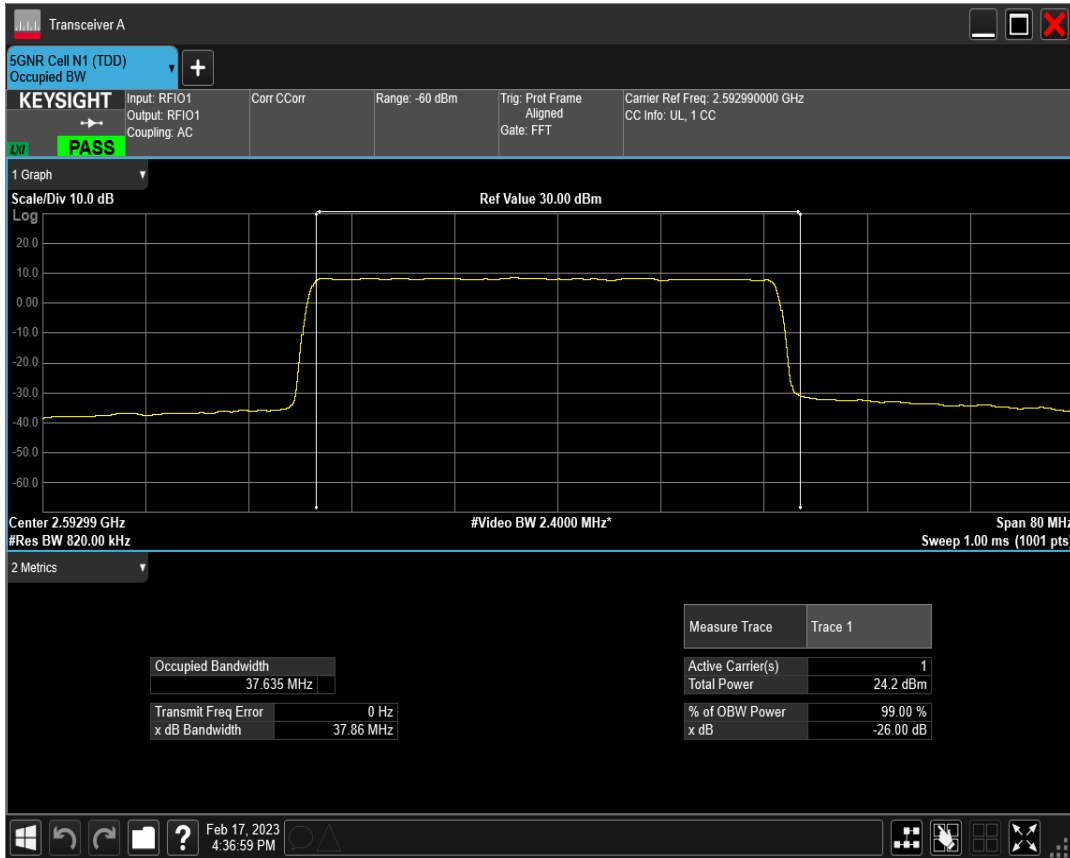 Transceiver A
5GNR Cell N1 (TDD)
Occupied BW
+
KEYSIGHT
LXI
PASS
Input: RFIO1
Output: RFIO1
Coupling: AC
Corr CCorr
Range: -60 dBm
Trig: Prot Frame
Aligned
Gate: FFT
Carrier Ref Freq: 2.592990000 GHz
CC Info: UL, 1 CC
1 Graph
Scale/Div 10.0 dB
Ref Value 30.00 dBm
Log
20.0
10.0
0.00
-10.0
-20.0
-30.0
-40.0
-50.0
-60.0
Center 2.59299 GHz
#Video BW 2.4000 MHz*
Span 80 MHz
#Res BW 820.00 kHz
Sweep 1.00 ms (1001 pts)
2 Metrics
Measure Trace Trace 1
Occupied Bandwidth
37.635 MHz
Transmit Freq Error 0 Hz
x dB Bandwidth 37.86 MHz
Active Carrier(s) 1
Total Power 24.2 dBm
% of OBW Power 99.00 %
x dB -26.00 dB
?
Feb 17, 2023
4:36:59 PM